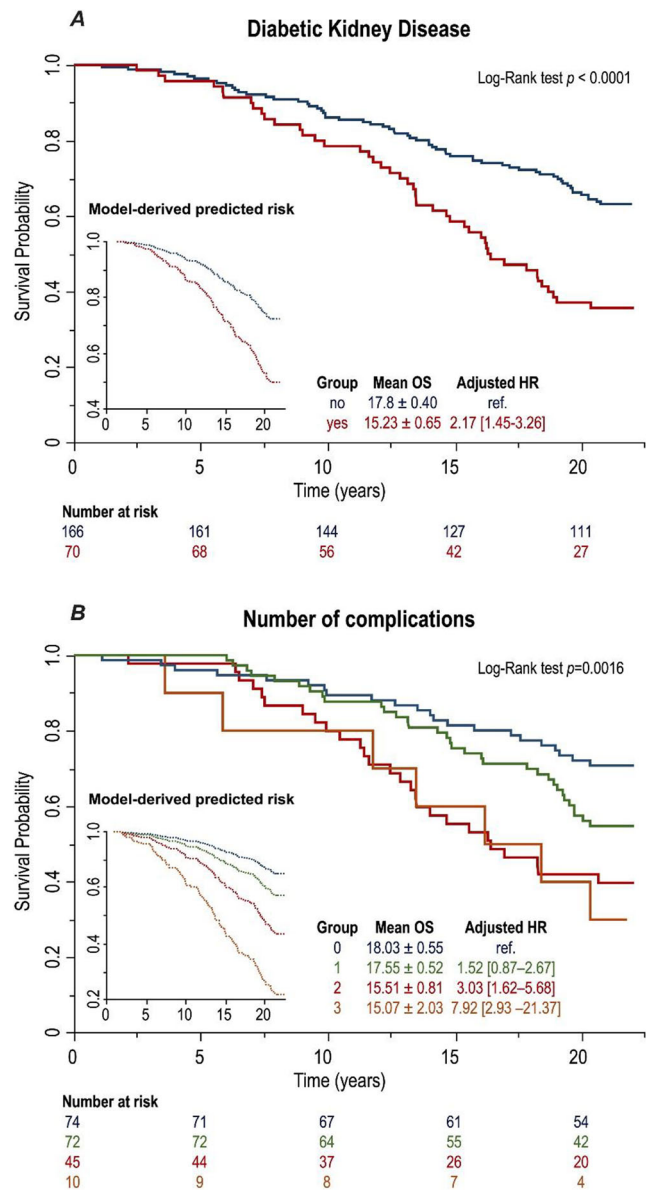 A
Diabetic Kidney Disease
Log-Rank test p < 0.0001
Survival Probability
1.0
0.8
0.6
0.4
0.2
0
Model-derived predicted risk
1.0
0.8
0.6
0.4
5 10 15 20
Group Mean OS Adjusted HR
no 17.8 ± 0.40 ref.
yes 15.23 ± 0.65 2.17 [1.45-3.26]
0 5 10 15 20
Time (years)
Number at risk
166 161 144 127 111
70 68 56 42 27
B
Number of complications
Log-Rank test p=0.0016
Survival Probability
1.0
0.8
0.6
0.4
0.2
0
Model-derived predicted risk
1.0
0.6
0.4
0.2
5 10 15 20
Group Mean OS Adjusted HR
0 18.03 ± 0.55 ref.
1 17.55 ± 0.52 1.52 [0.87–2.67]
2 15.51 ± 0.81 3.03 [1.62–5.68]
3 15.07 ± 2.03 7.92 [2.93 –21.37]
0 5 10 15 20
Time (years)
Number at risk
74 71 67 61 54
72 72 64 55 42
45 44 37 26 20
10 9 8 7 4